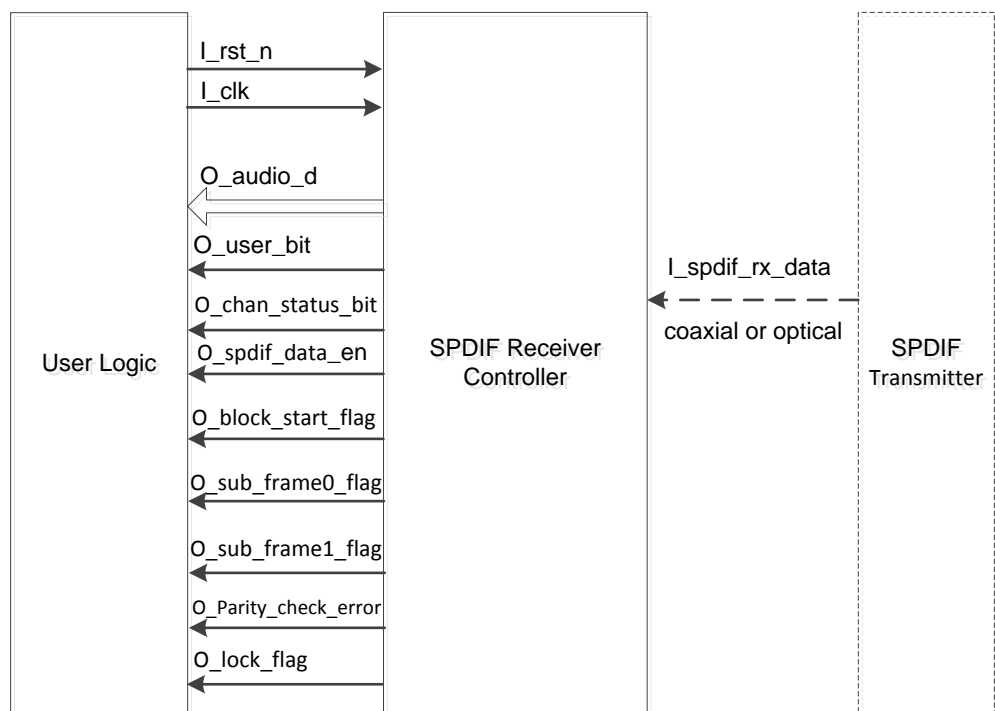 I_rst_n
I_clk
O_audio_d
O_user_bit
O_chan_status_bit
O_spdif_data_en
O_block_start_flag
O_sub_frame0_flag
O_sub_frame1_flag
O_Parity_check_error
O_lock_flag
User Logic
SPDIF Receiver
Controller
I_spdif_rx_data
coaxial or optical
SPDIF
Transmitter